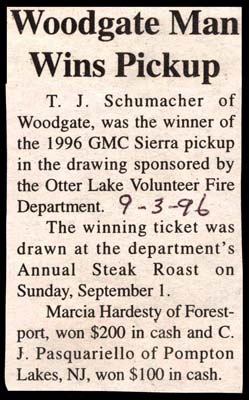 Woodgate Man
Wins Pickup
T. J. Schumacher of
Woodgate, was the winner of
the 1996 GMC Sierra pickup
in the drawing sponsored by
the Otter Lake Volunteer Fire
Department. 9-3-96
The winning ticket was
drawn at the department's
Annual Steak Roast on
Sunday, September 1.
Marcia Hardesty of Forest-
port, won $200 in cash and C.
J. Pasquariello of Pompton
Lakes, NJ, won $100 in cash.